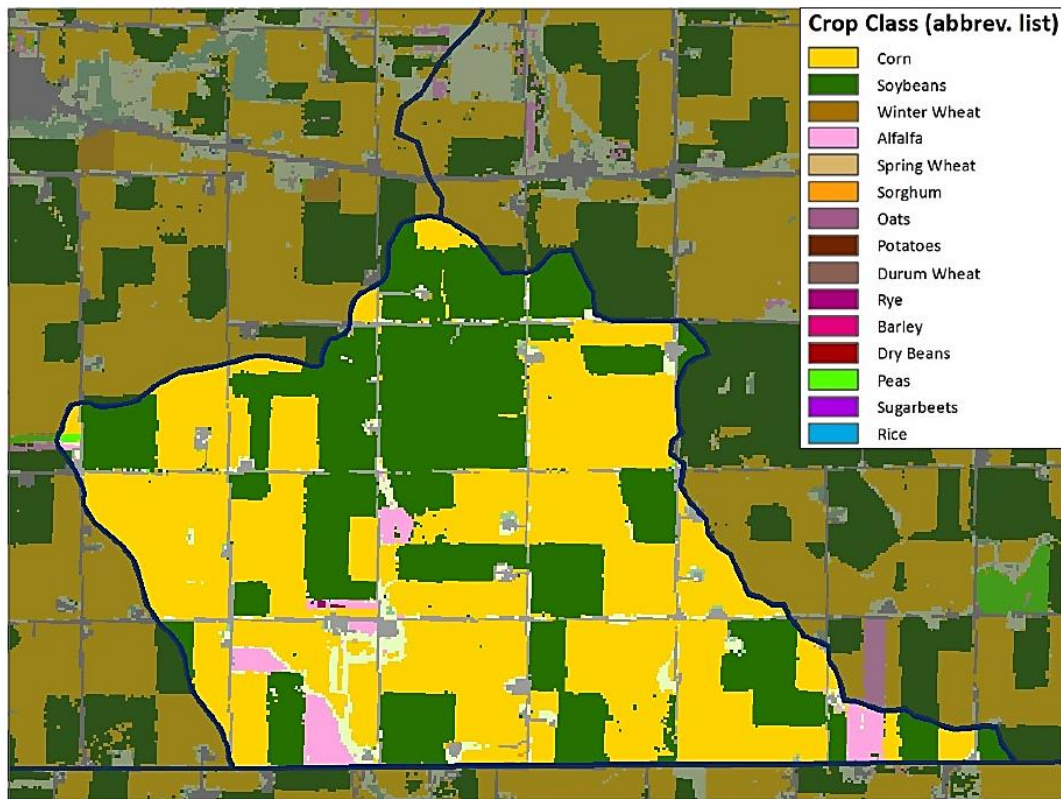 Crop Class (abbrev. list)
Corn
Soybeans
Winter Wheat
Alfalfa
Spring Wheat
Sorghum
Oats
Potatoes
Durum Wheat
Rye
Barley
Dry Beans
Peas
Sugarbeets
Rice